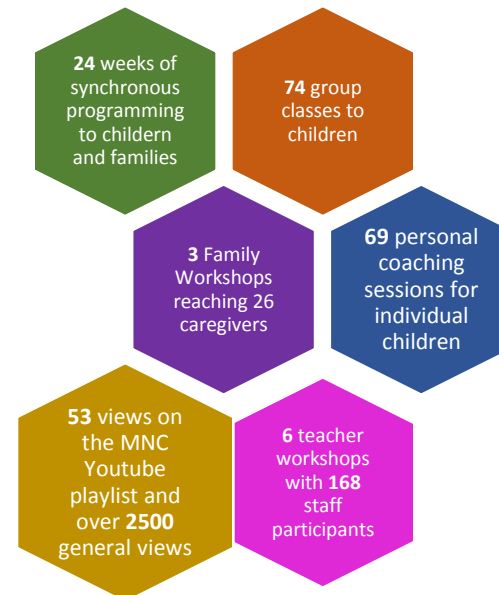 24 weeks of
synchronous
programming
to childern
and families
74 group
classes to
children
3 Family
Workshops
reaching 26
caregivers
69 personal
coaching
sessions for
individual
children
53 views on
the MNC
Youtube
playlist and
over 2500
general views
6 teacher
workshops
with 168
staff
participants